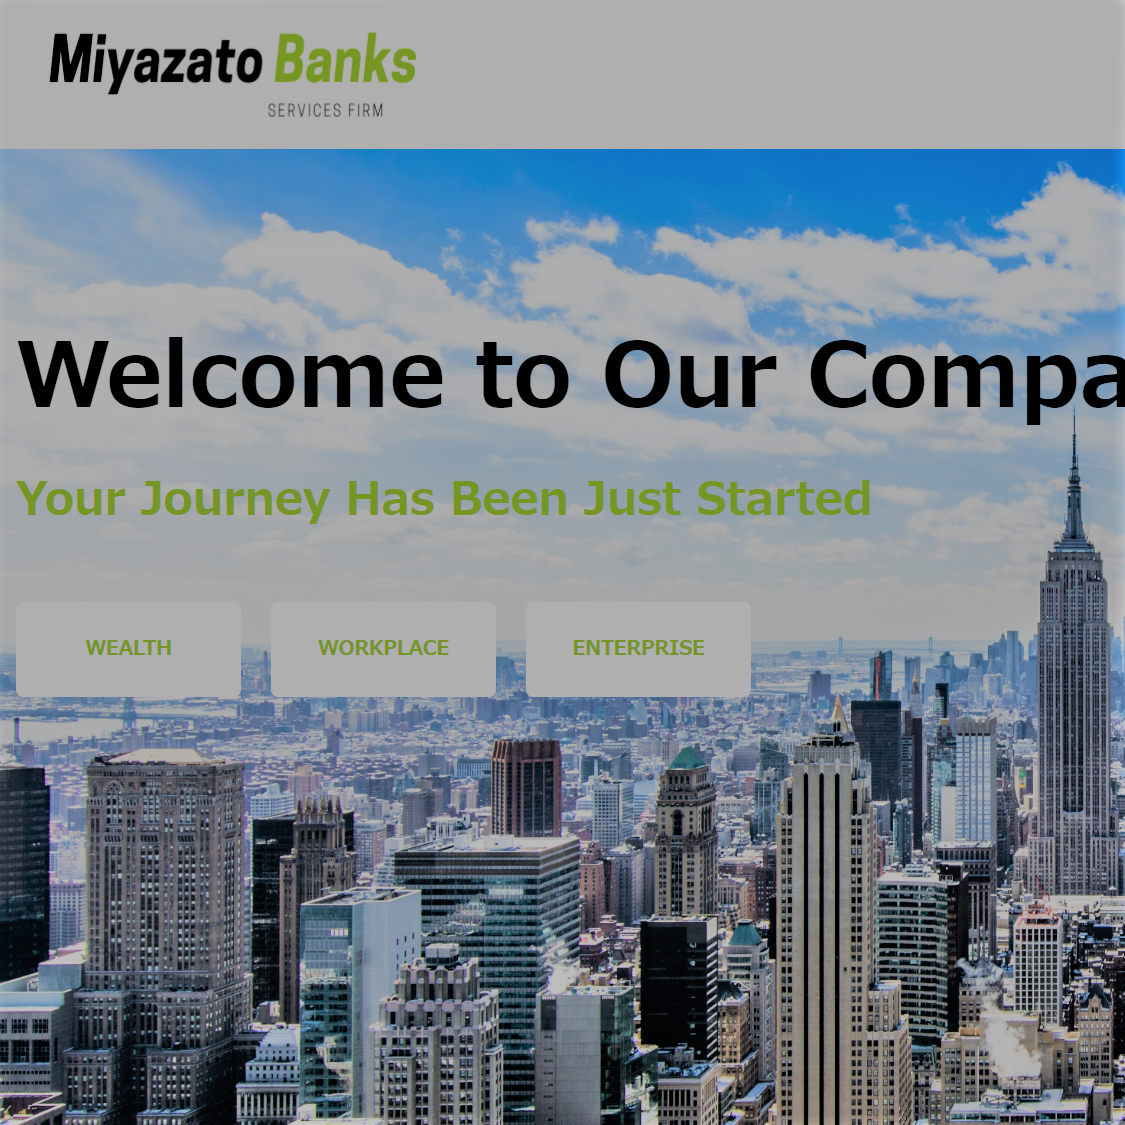 Miyazato Banks
SERVICES FIRM
Welcome to Our Compa
Your Journey Has Been Just Started
WEALTH WORKPLACE ENTERPRISE